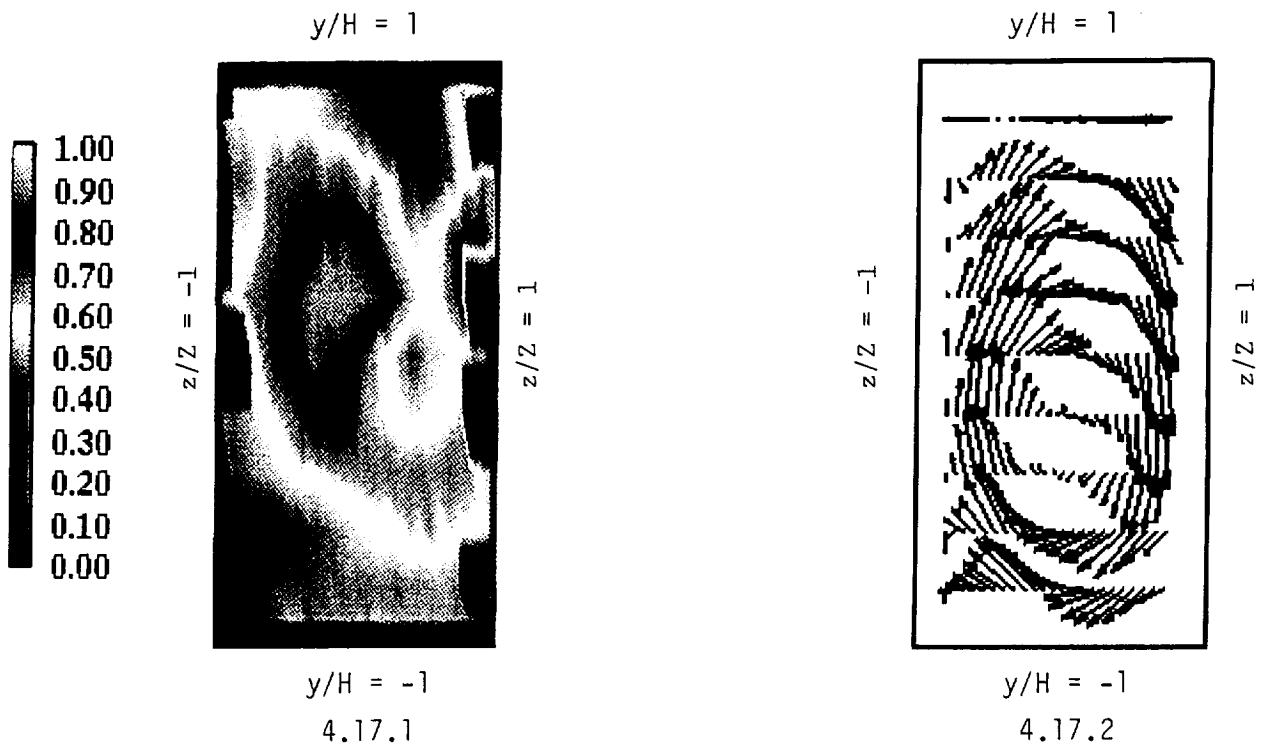 y/H = 1
1.00
0.90
0.80
0.70
0.60
0.50
0.40
0.30
0.20
0.10
0.00
z/Z = -1
z/Z = 1
y/H = -1
4.17.1
y/H = 1
z/Z = -1
z/Z = 1
y/H = -1
4.17.2